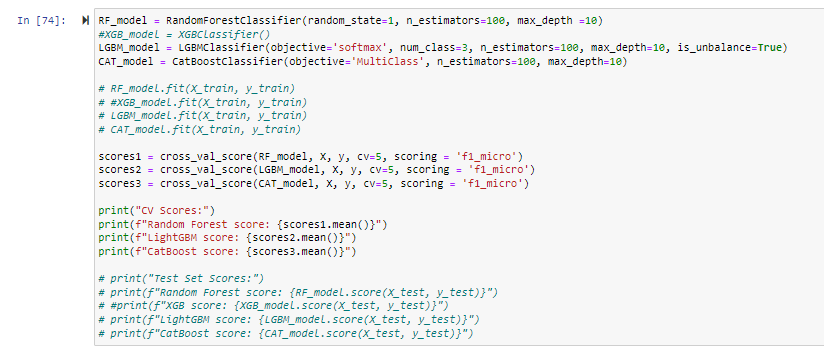 In [74]:
RF_model = RandomForestClassifier(random_state=1, n_estimators=100, max_depth =10)
#XGB_model = XGBClassifier()
LGBM_model = LGBMClassifier(objective='softmax', num_class=3, n_estimators=100, max_depth=10, is_unbalance=True)
CAT_model = CatBoostClassifier(objective='MultiClass', n_estimators=100, max_depth=10)
# RF_model.fit(X_train, y_train)
# #XGB_model.fit(X_train, y_train)
# LGBM_model.fit(X_train, y_train)
# CAT_model.fit(X_train, y_train)
scores1 = cross_val_score(RF_model, X, y, cv=5, scoring = 'f1_micro')
scores2 = cross_val_score(LGBM_model, X, y, cv=5, scoring = 'f1_micro')
scores3 = cross_val_score(CAT_model, X, y, cv=5, scoring = 'f1_micro')
print("CV Scores:")
print(f"Random Forest score: {scores1.mean()}")
print(f"LightGBM score: {scores2.mean()}")
print(f"CatBoost score: {scores3.mean()}")
# print("Test Set Scores:")
# print(f"Random Forest score: {RF_model.score(X_test, y_test)}")
# #print(f"XGB score: {XGB_model.score(X_test, y_test)}")
# print(f"LightGBM score: {LGBM_model.score(X_test, y_test)}")
# print(f"CatBoost score: {CAT_model.score(X_test, y_test)}")